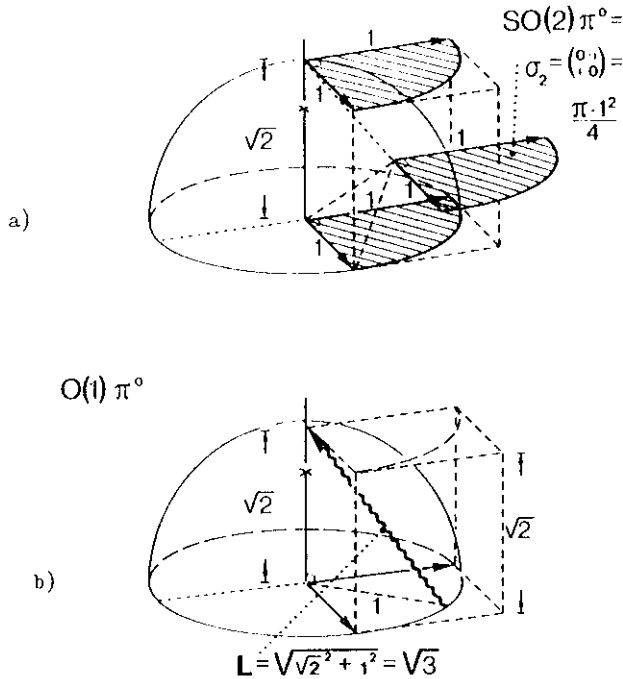 SO(2) π° =
σ₂ = (0 -1 / 1 0) =
π·1²/4
1
1
√2
1
1
1
1
a)
O(1) π°
√2
√2
1
b)
L = √(√2² + 1²) = √3